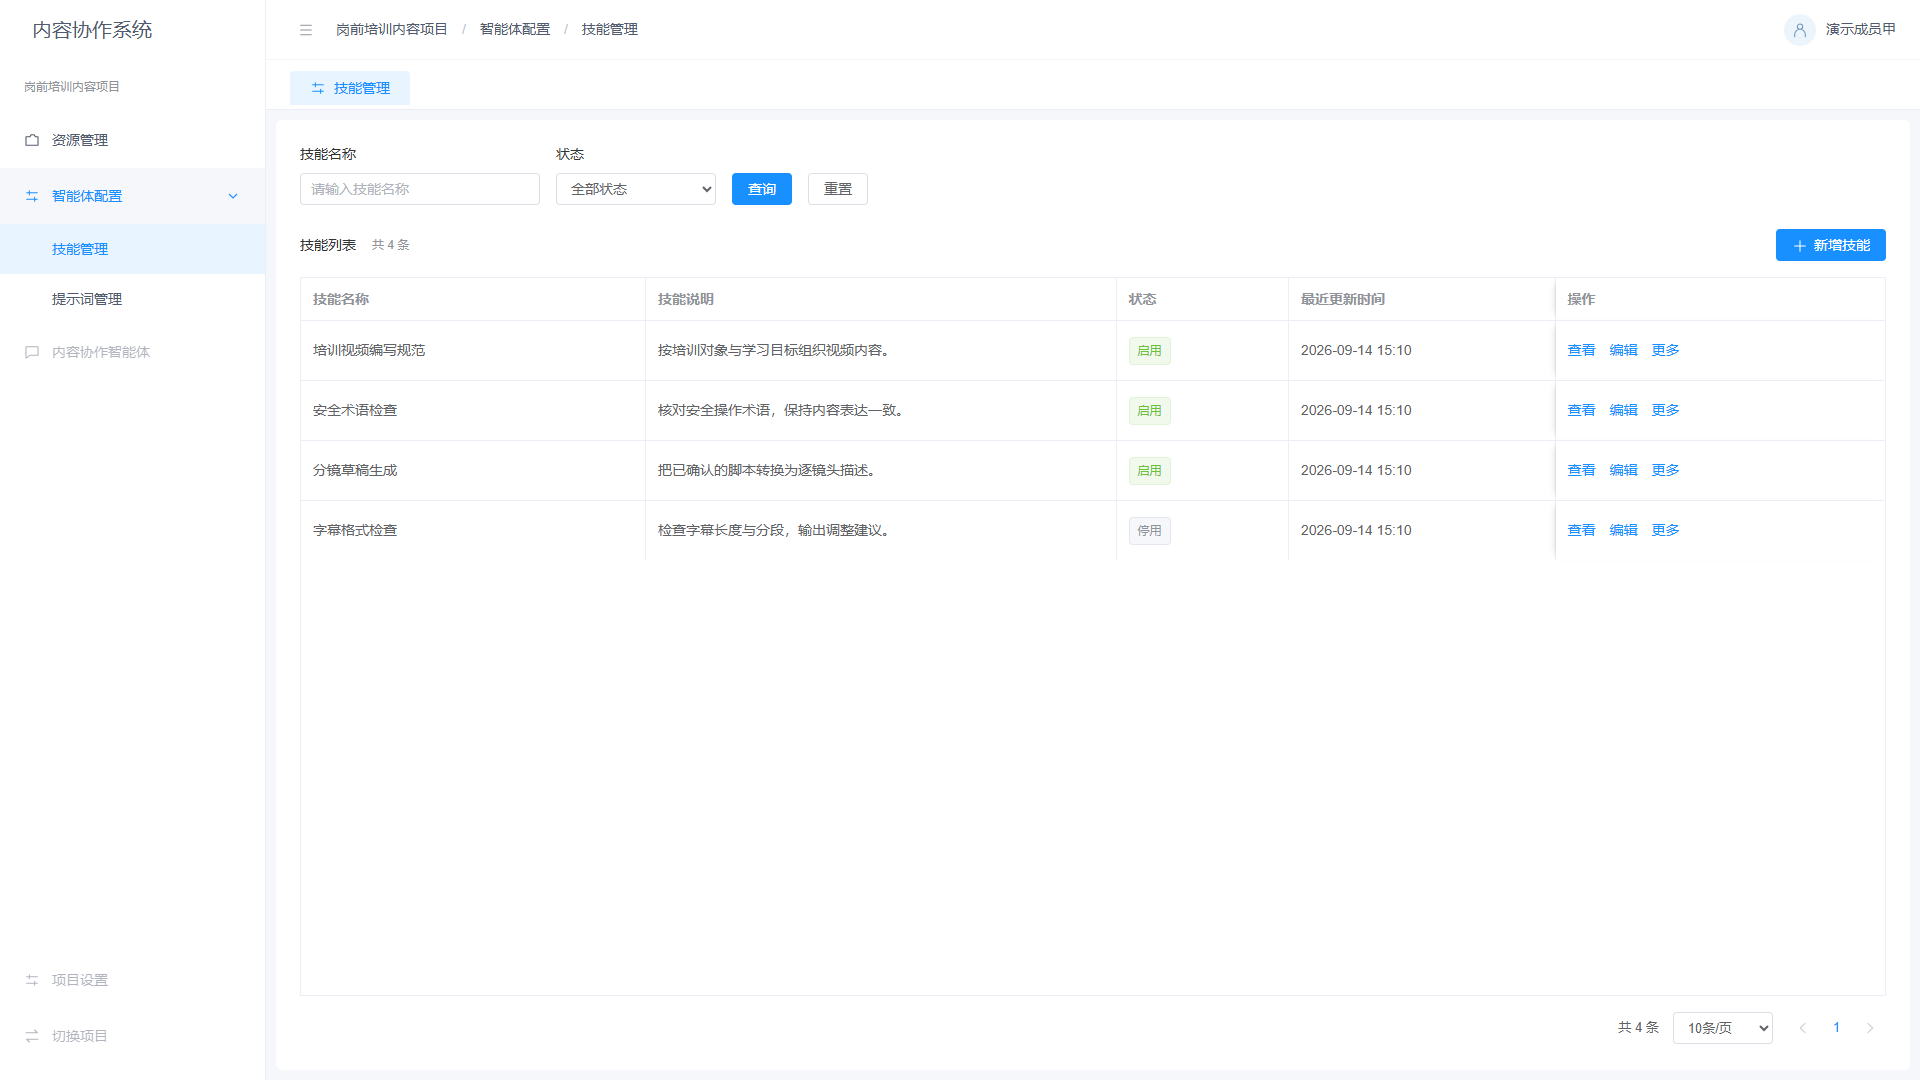 内容协作系统
岗前培训内容项目 / 智能体配置 / 技能管理
演示成员甲
岗前培训内容项目
资源管理
智能体配置
技能管理
提示词管理
内容协作智能体
项目设置
切换项目
技能管理
技能名称 状态
请输入技能名称 全部状态 查询 重置
技能列表 共 4 条 新增技能
技能名称 技能说明 状态 最近更新时间 操作
培训视频编写规范 按培训对象与学习目标组织视频内容。 启用 2026-09-14 15:10 查看 编辑 更多
安全术语检查 核对安全操作术语，保持内容表达一致。 启用 2026-09-14 15:10 查看 编辑 更多
分镜草稿生成 把已确认的脚本转换为逐镜头描述。 启用 2026-09-14 15:10 查看 编辑 更多
字幕格式检查 检查字幕长度与分段，输出调整建议。 停用 2026-09-14 15:10 查看 编辑 更多
共 4 条 10条/页 1